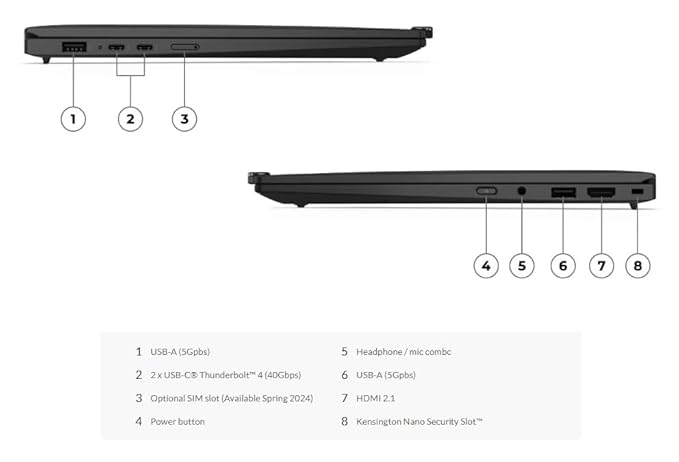 1
2
3
4
5
6
7
8
1 USB-A (5Gpbs)
2 2 x USB-C® Thunderbolt™ 4 (40Gbps)
3 Optional SIM slot (Available Spring 2024)
4 Power button
5 Headphone / mic combc
6 USB-A (5Gpbs)
7 HDMI 2.1
8 Kensington Nano Security Slot™